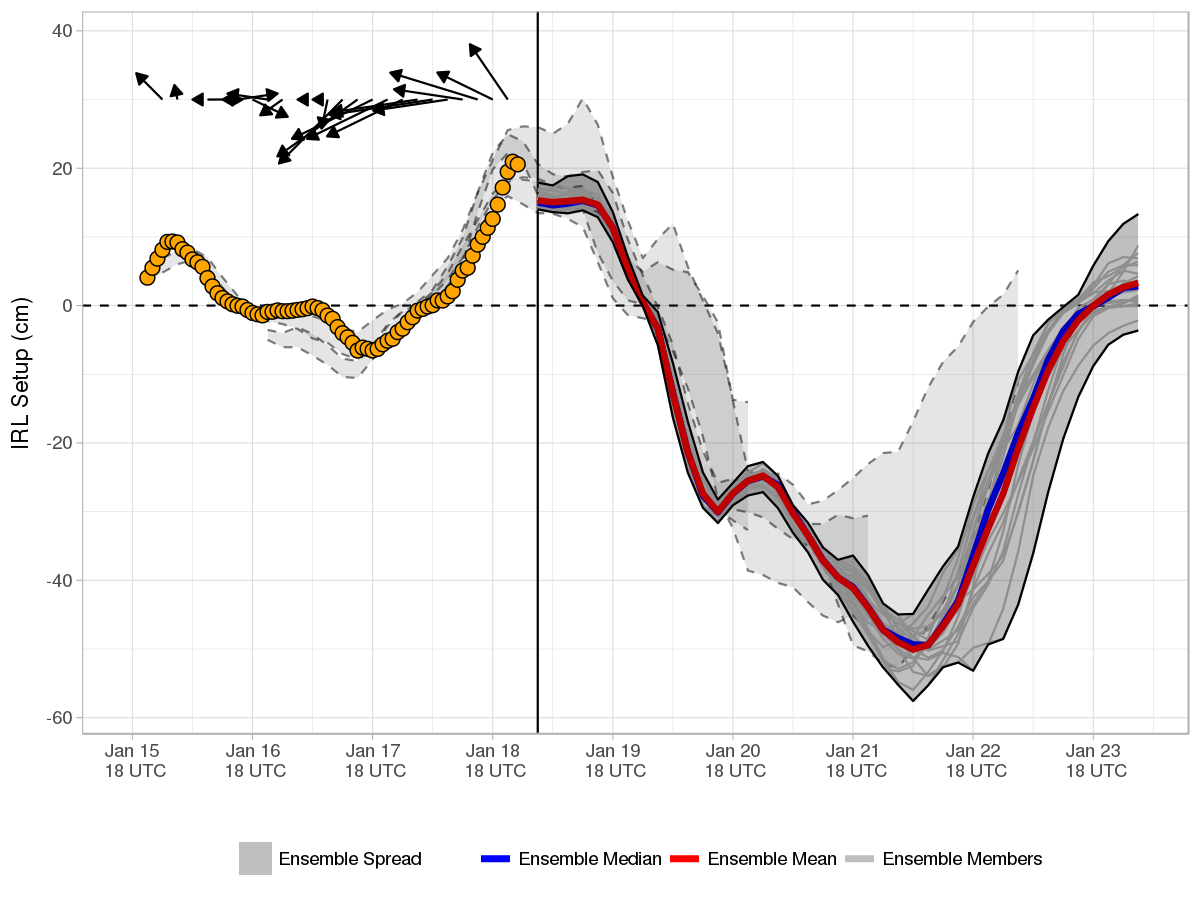 IRL Setup (cm)
40
20
0
-20
-40
-60
Jan 15 Jan 16 Jan 17 Jan 18 Jan 19 Jan 20 Jan 21 Jan 22 Jan 23
18 UTC 18 UTC 18 UTC 18 UTC 18 UTC 18 UTC 18 UTC 18 UTC 18 UTC
Ensemble Spread Ensemble Median Ensemble Mean Ensemble Members